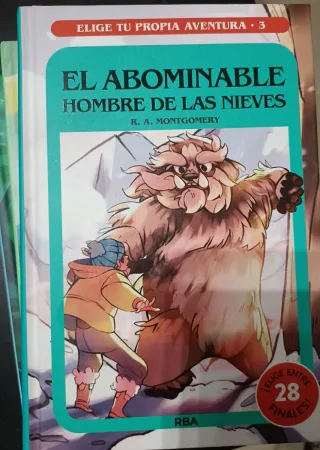 ELIGE TU PROPIA AVENTURA · 3
EL ABOMINABLE
HOMBRE DE LAS NIEVES
R. A. MONTGOMERY
¡ELIGE ENTRE
28
FINALES!
RBA